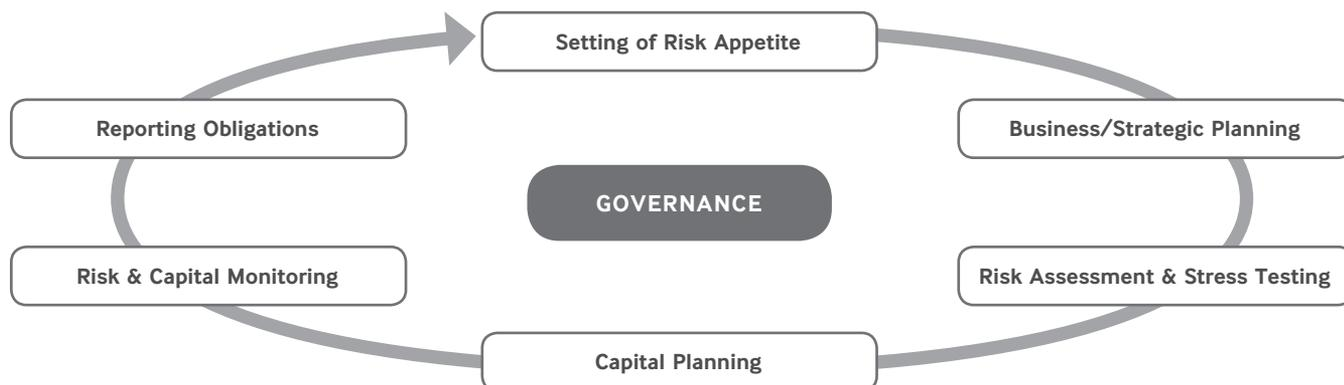 Setting of Risk Appetite
Reporting Obligations
Business/Strategic Planning
GOVERNANCE
Risk & Capital Monitoring
Risk Assessment & Stress Testing
Capital Planning